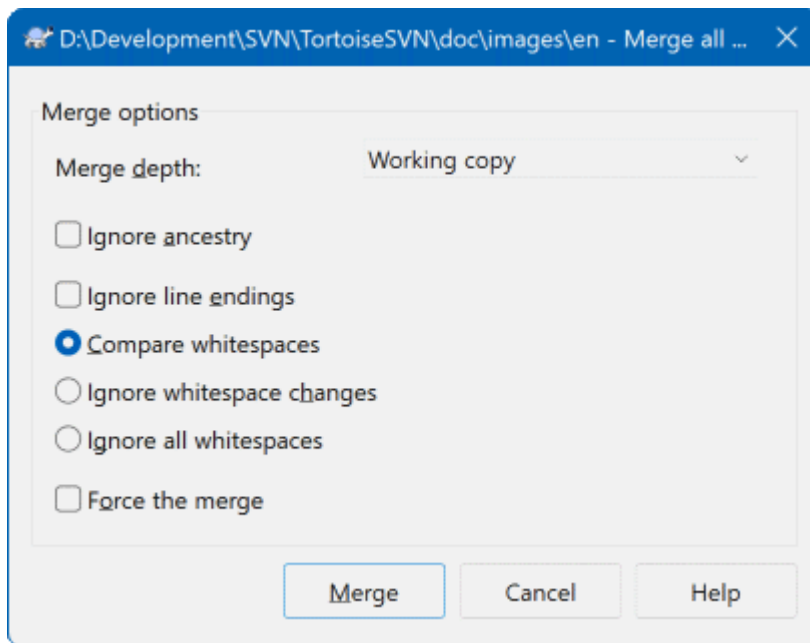 D:\Development\SVN\TortoiseSVN\doc\images\en - Merge all ...
Merge options
Merge depth: Working copy
Ignore ancestry
Ignore line endings
Compare whitespaces
Ignore whitespace changes
Ignore all whitespaces
Force the merge
Merge Cancel Help